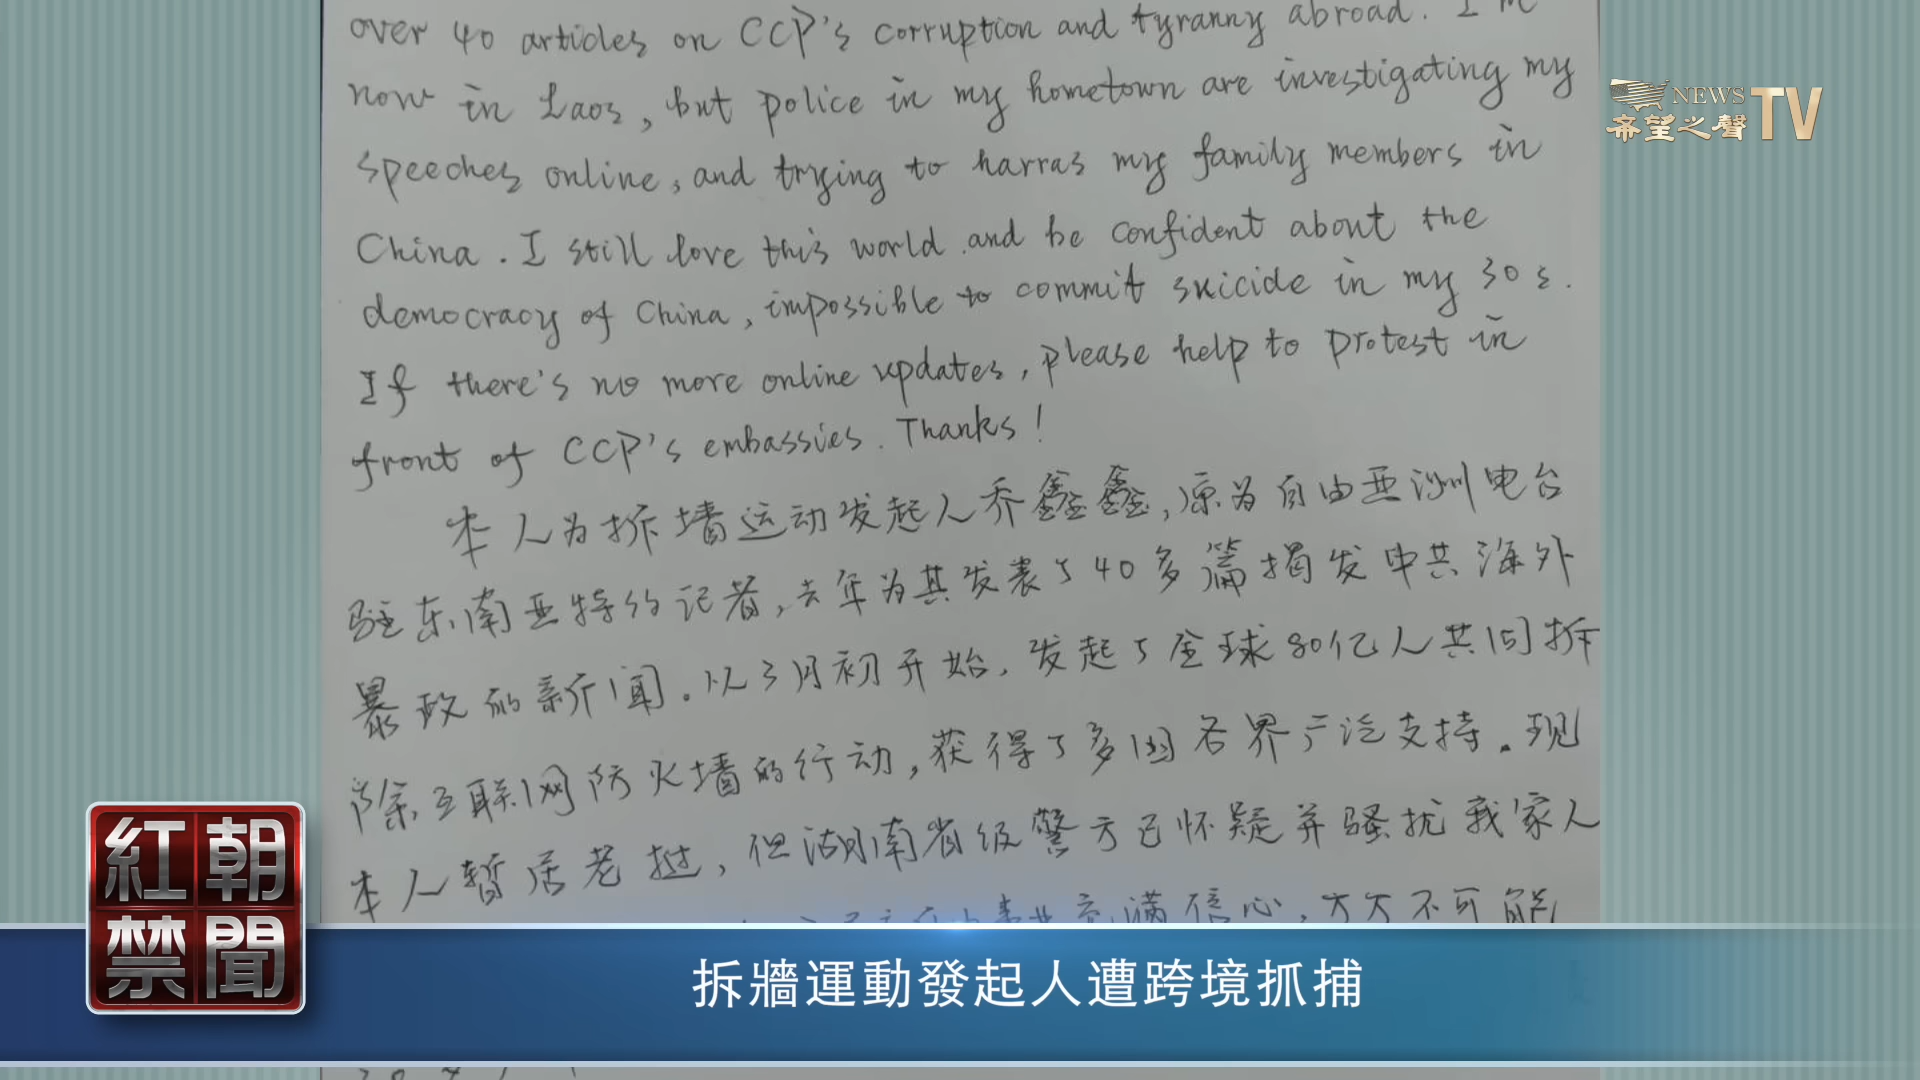 over 40 articles on CCP's corruption and tyranny abroad. I'm
now in Laos, but police in my hometown are investigating my
speeches online, and trying to harras my family members in
China. I still love this world and be confident about the
democracy of China, impossible to commit suicide in my 30s.
If there's no more online updates, please help to protest in
front of CCP's embassies. Thanks!
本人为拆墙运动发起人乔鑫鑫,原为自由亚洲电台
驻东南亚特约记者,去年为其发表了40多篇揭发中共海外
暴政的新闻。从3月初开始,发起了全球80亿人共同拆
除互联网防火墙的行动,获得了多国各界广泛支持。现
本人暂居老挝,但湖南省级警方已怀疑并骚扰我家人
充满信心,万万不可能
NEWS TV
希望之聲
紅朝
禁聞
拆牆運動發起人遭跨境抓捕